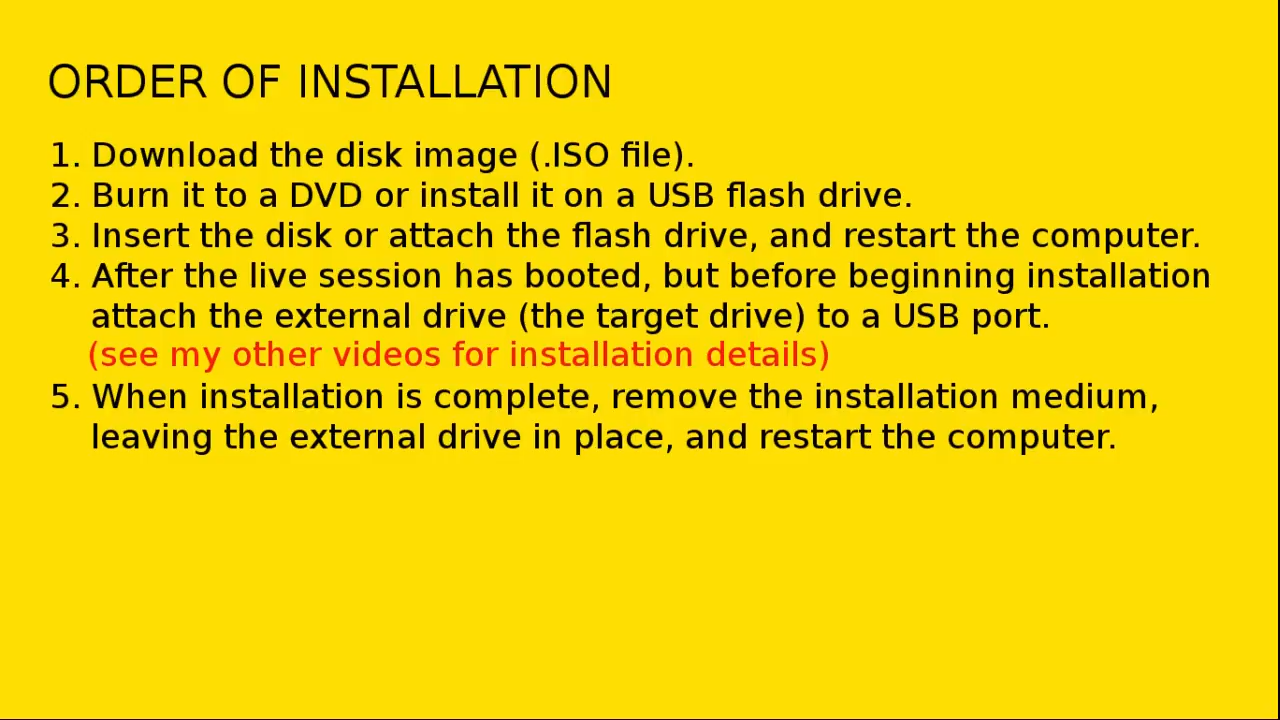 ORDER OF INSTALLATION
1. Download the disk image (.ISO file).
2. Burn it to a DVD or install it on a USB flash drive.
3. Insert the disk or attach the flash drive, and restart the computer.
4. After the live session has booted, but before beginning installation
attach the external drive (the target drive) to a USB port.
(see my other videos for installation details)
5. When installation is complete, remove the installation medium,
leaving the external drive in place, and restart the computer.